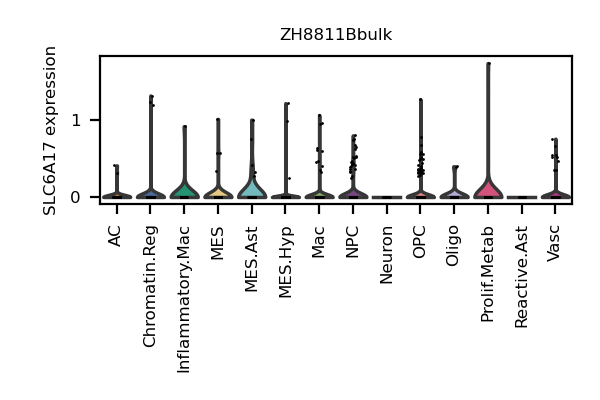 ZH8811Bbulk
SLC6A17 expression
1
0
AC
Chromatin.Reg
Inflammatory.Mac
MES
MES.Ast
MES.Hyp
Mac
NPC
Neuron
OPC
Oligo
Prolif.Metab
Reactive.Ast
Vasc